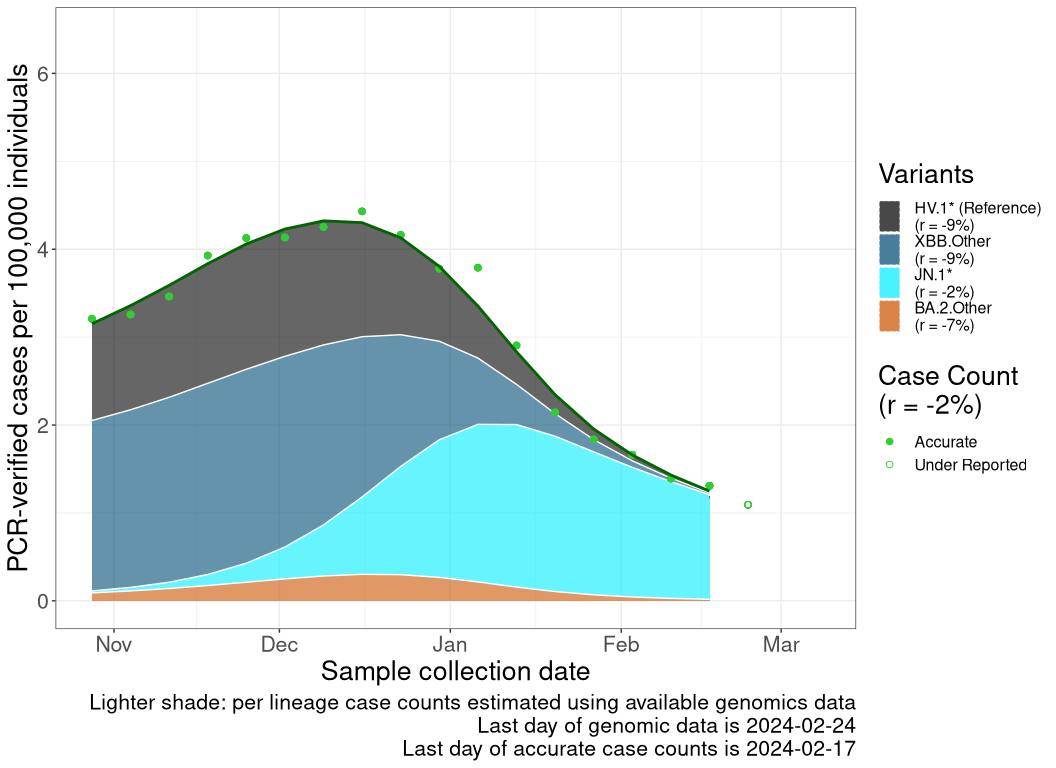 PCR-verified cases per 100,000 individuals
6
4
2
0
Nov
Dec
Jan
Feb
Mar
Sample collection date
Lighter shade: per lineage case counts estimated using available genomics data
Last day of genomic data is 2024-02-24
Last day of accurate case counts is 2024-02-17
Variants
HV.1* (Reference)
(r = -9%)
XBB.Other
(r = -9%)
JN.1*
(r = -2%)
BA.2.Other
(r = -7%)
Case Count
(r = -2%)
Accurate
Under Reported